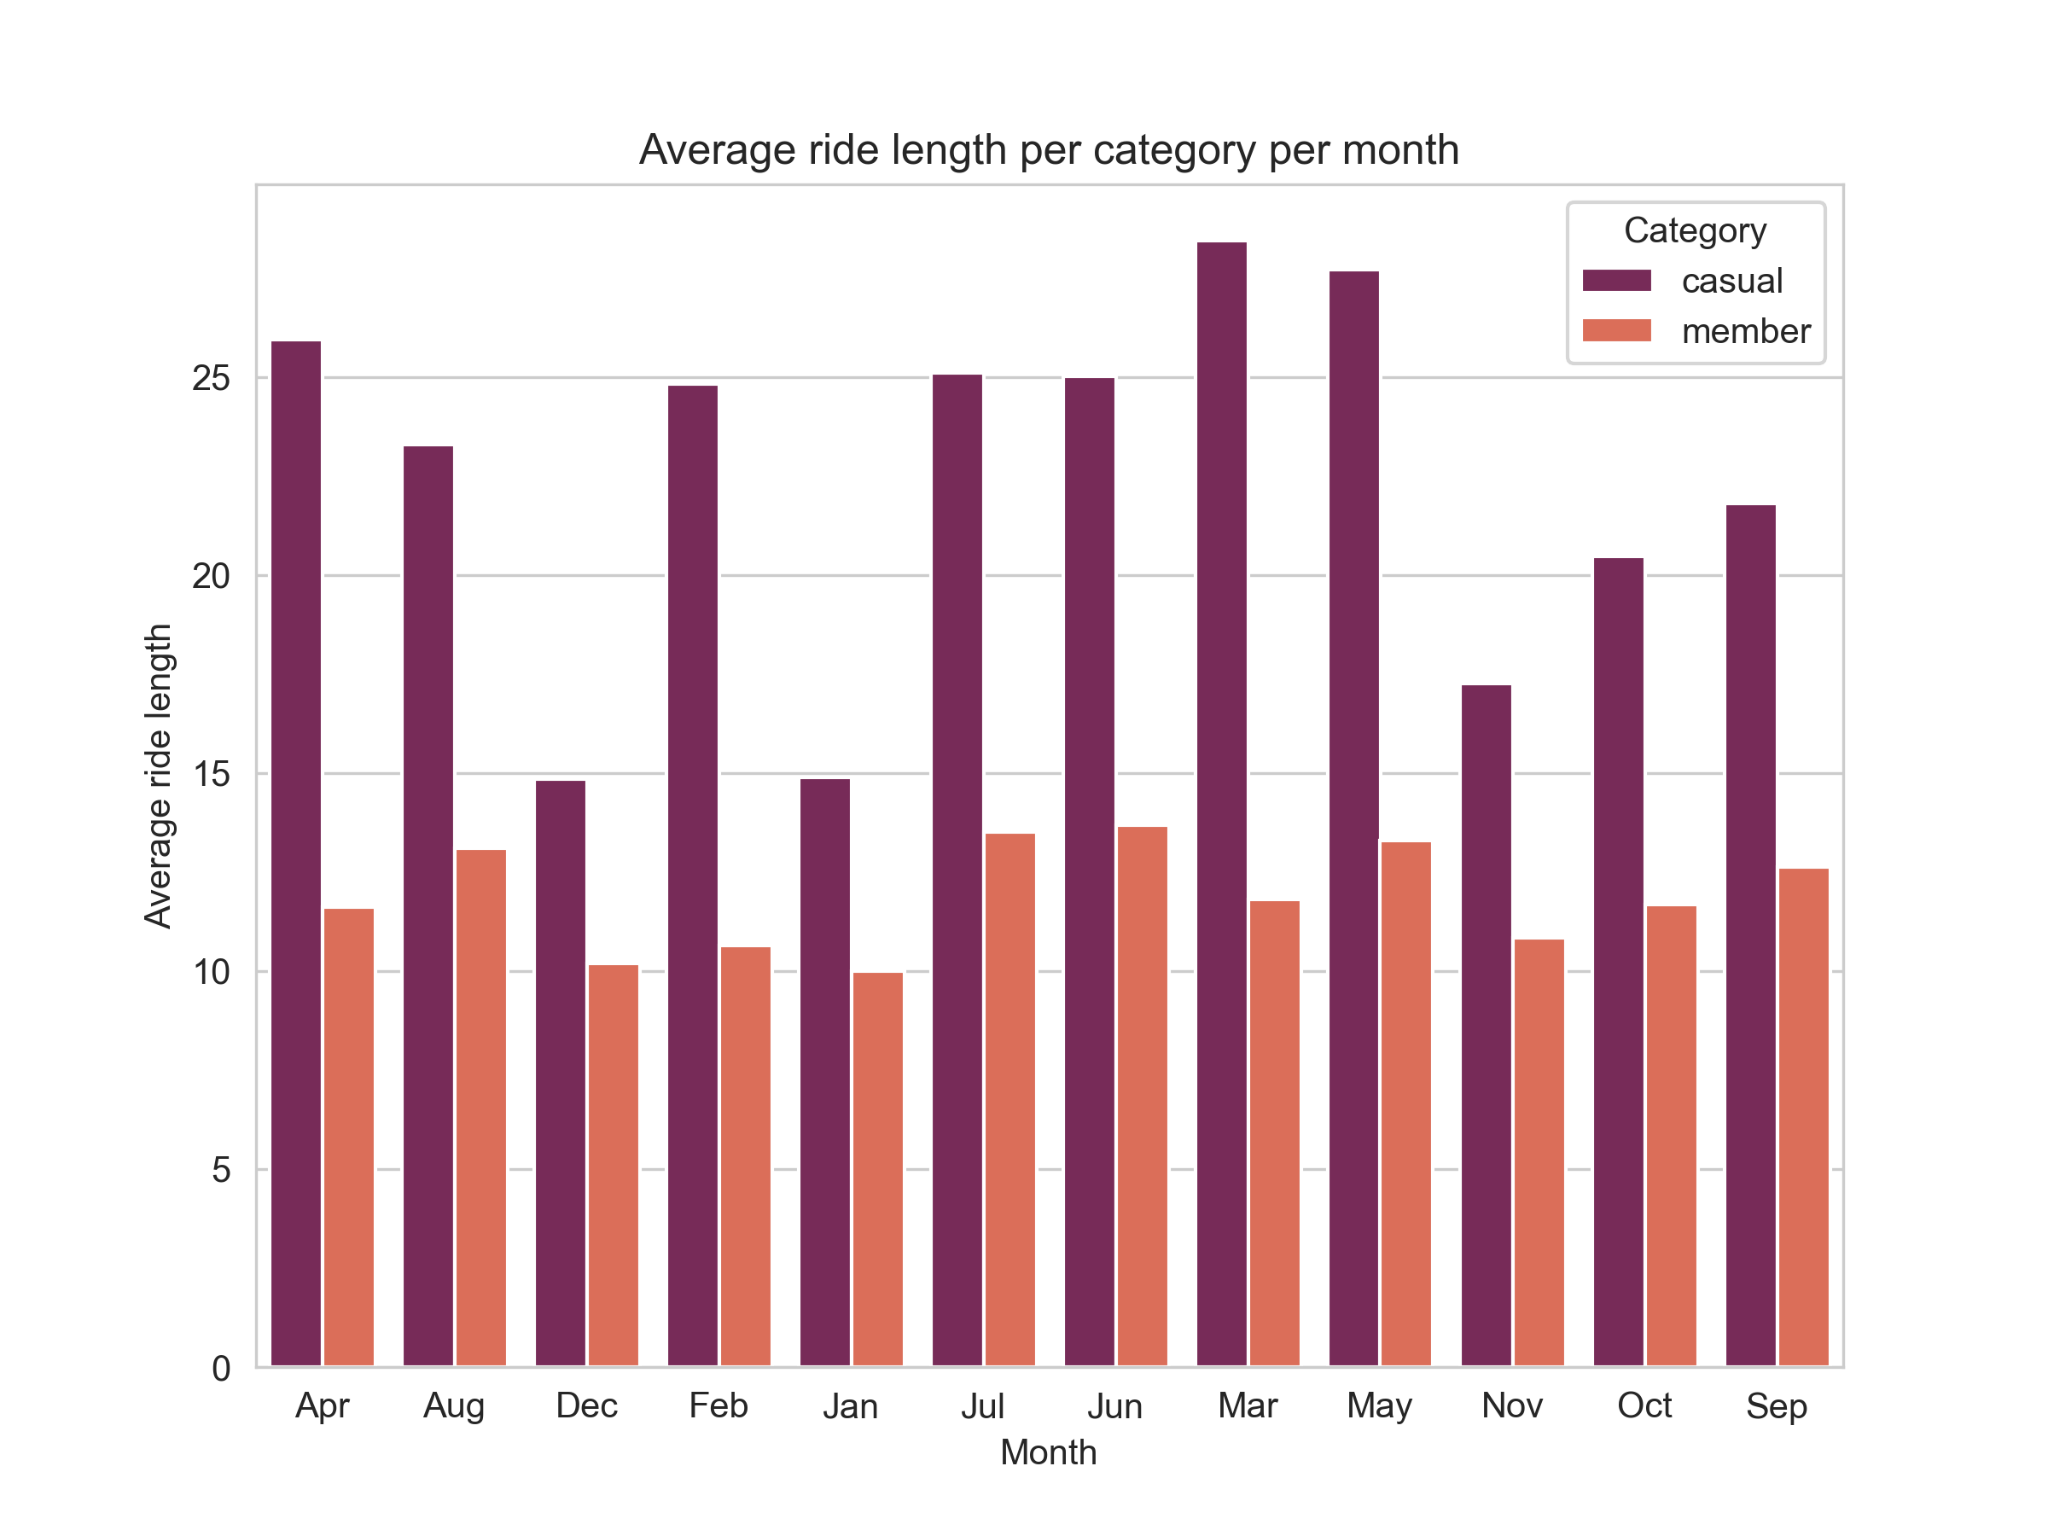 Average ride length per category per month
Category
casual
member
Average ride length
25
20
15
10
5
0
Apr Aug Dec Feb Jan Jul Jun Mar May Nov Oct Sep
Month